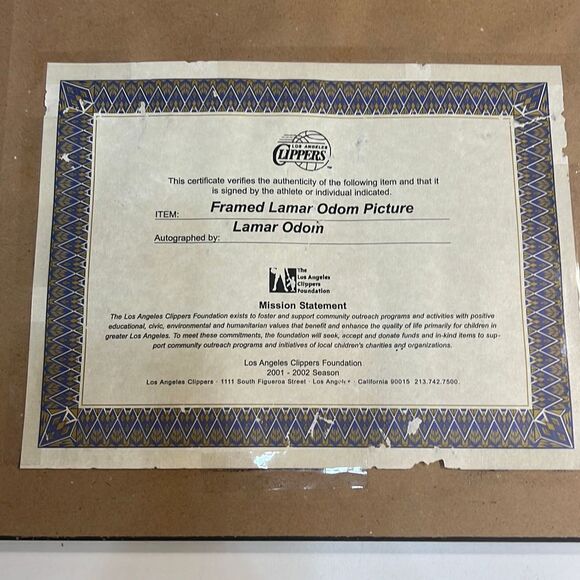 LOS ANGELES
CLIPPERS
TM
This certificate verifies the authenticity of the following item and that it
is signed by the athlete or individual indicated.
ITEM: Framed Lamar Odom Picture
Autographed by: Lamar Odom
The
Los Angeles
Clippers
Foundation
Mission Statement
The Los Angeles Clippers Foundation exists to foster and support community outreach programs and activities with positive
educational, civic, environmental and humanitarian values that benefit and enhance the quality of life primarily for children in
greater Los Angeles. To meet these commitments, the foundation will seek, accept and donate funds and in-kind items to sup-
port community outreach programs and initiatives of local children's charities and organizations.
Los Angeles Clippers Foundation
2001 - 2002 Season
Los Angeles Clippers · 1111 South Figueroa Street · Los Angeles · California 90015 213.742.7500.